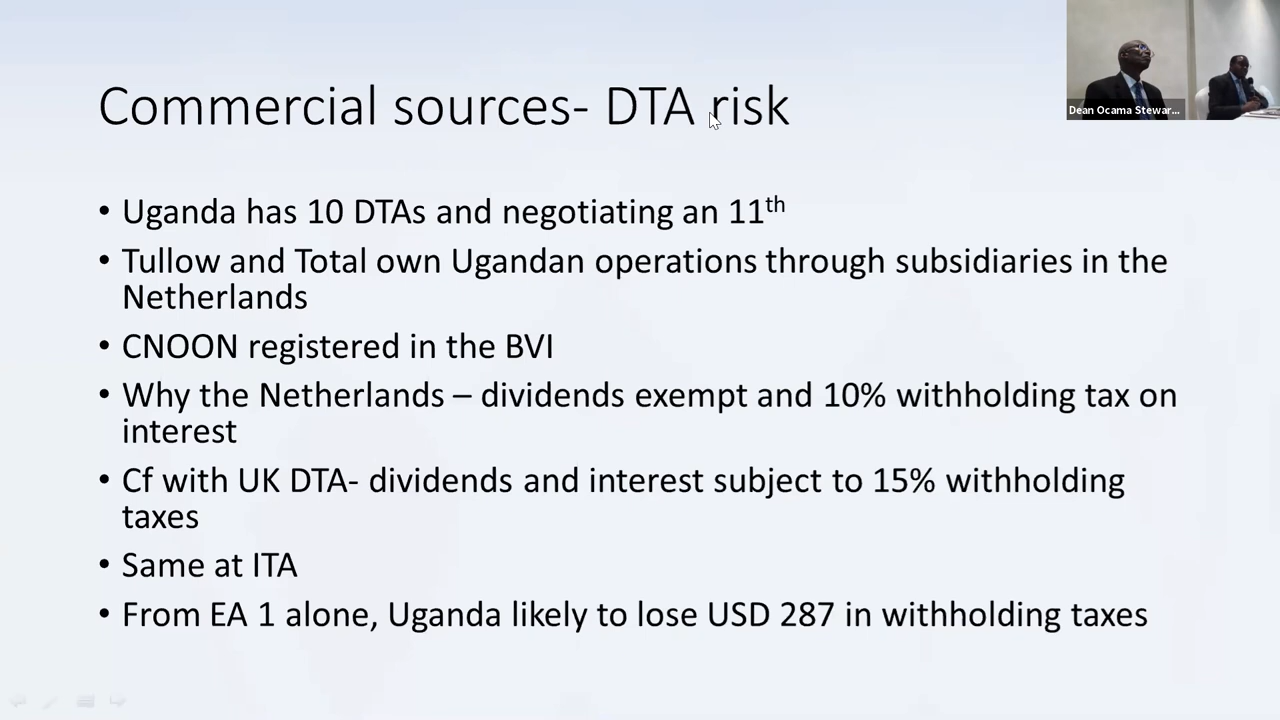 Commercial sources- DTA risk
Dean Ocama Stewar...
• Uganda has 10 DTAs and negotiating an 11th
• Tullow and Total own Ugandan operations through subsidiaries in the
Netherlands
• CNOON registered in the BVI
• Why the Netherlands – dividends exempt and 10% withholding tax on
interest
• Cf with UK DTA- dividends and interest subject to 15% withholding
taxes
• Same at ITA
• From EA 1 alone, Uganda likely to lose USD 287 in withholding taxes